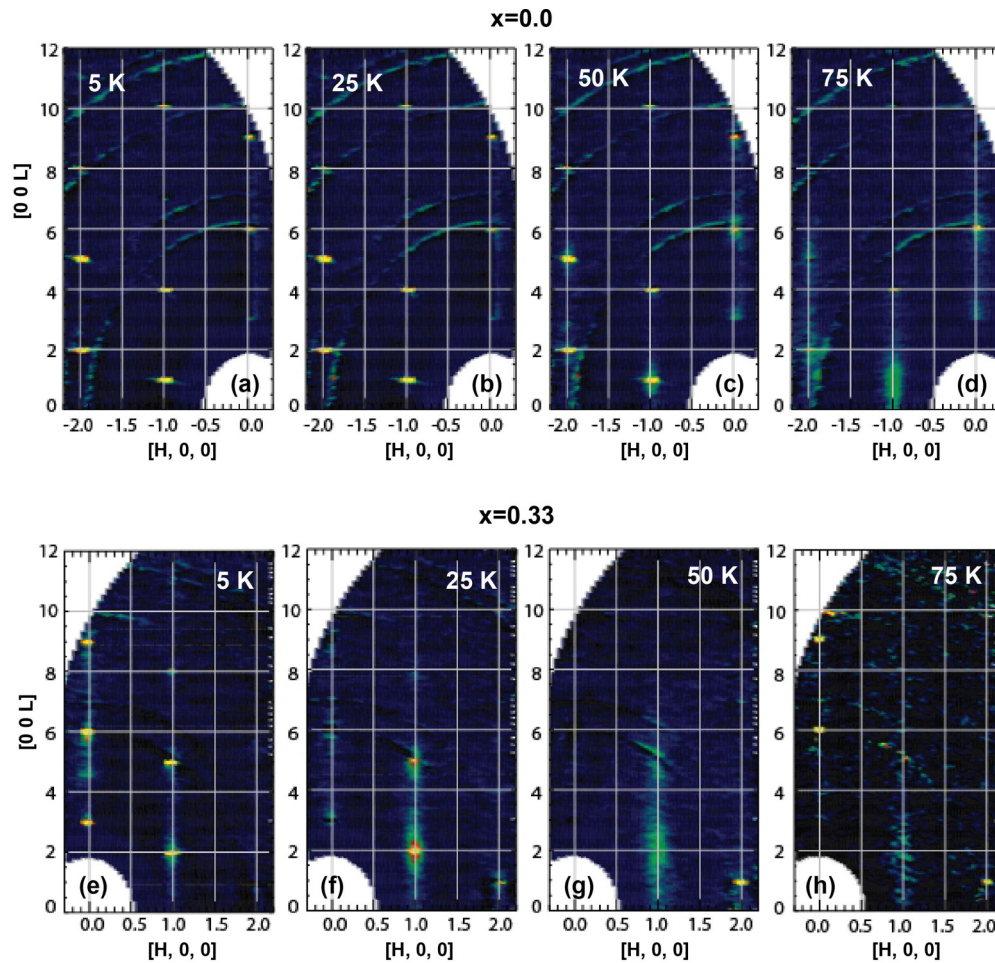 x=0.0
12 10 8 6 4 2 0
[0 0 L]
5 K 25 K 50 K 75 K
(a) (b) (c) (d)
-2.0 -1.5 -1.0 -0.5 0.0 -2.0 -1.5 -1.0 -0.5 0.0 -2.0 -1.5 -1.0 -0.5 0.0 -2.0 -1.5 -1.0 -0.5 0.0
[H, 0, 0] [H, 0, 0] [H, 0, 0] [H, 0, 0]
12 10 8 6 4 2 0
12 10 8 6 4 2 0
12 10 8 6 4 2 0
x=0.33
12 10 8 6 4 2 0
[0 0 L]
5 K 25 K 50 K 75 K
(e) (f) (g) (h)
0.0 0.5 1.0 1.5 2.0 0.0 0.5 1.0 1.5 2.0 0.0 0.5 1.0 1.5 2.0 0.0 0.5 1.0 1.5 2.0
[H, 0, 0] [H, 0, 0] [H, 0, 0] [H, 0, 0]
12 10 8 6 4 2 0
12 10 8 6 4 2 0
12 10 8 6 4 2 0